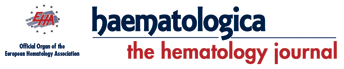 EHA
Official Organ of the
European Hematology Association
haematologica
the hematology journal